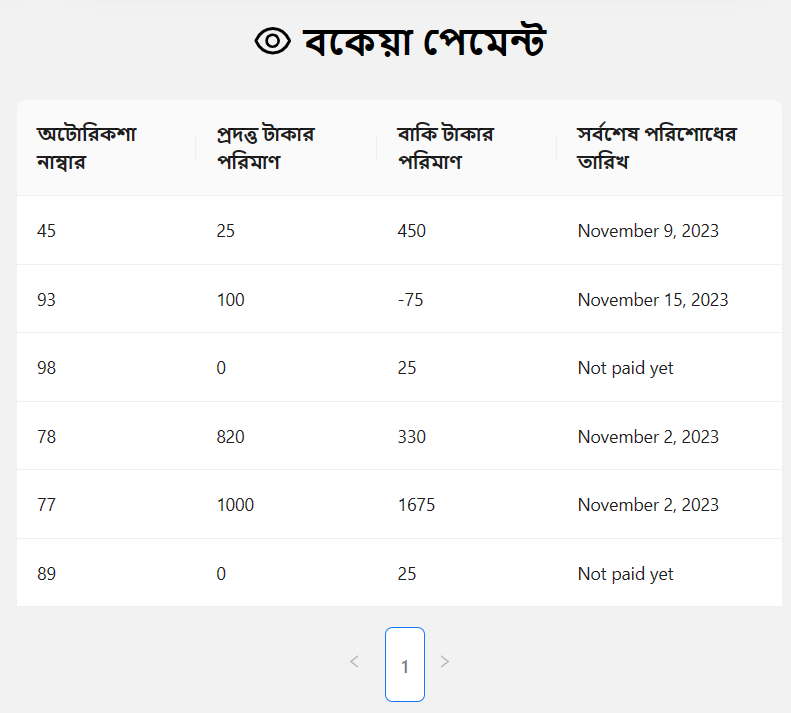 বকেয়া পেমেন্ট
অটোরিকশা নাম্বার
প্রদত্ত টাকার পরিমাণ
বাকি টাকার পরিমাণ
সর্বশেষ পরিশোধের তারিখ
45 25 450 November 9, 2023
93 100 -75 November 15, 2023
98 0 25 Not paid yet
78 820 330 November 2, 2023
77 1000 1675 November 2, 2023
89 0 25 Not paid yet
1